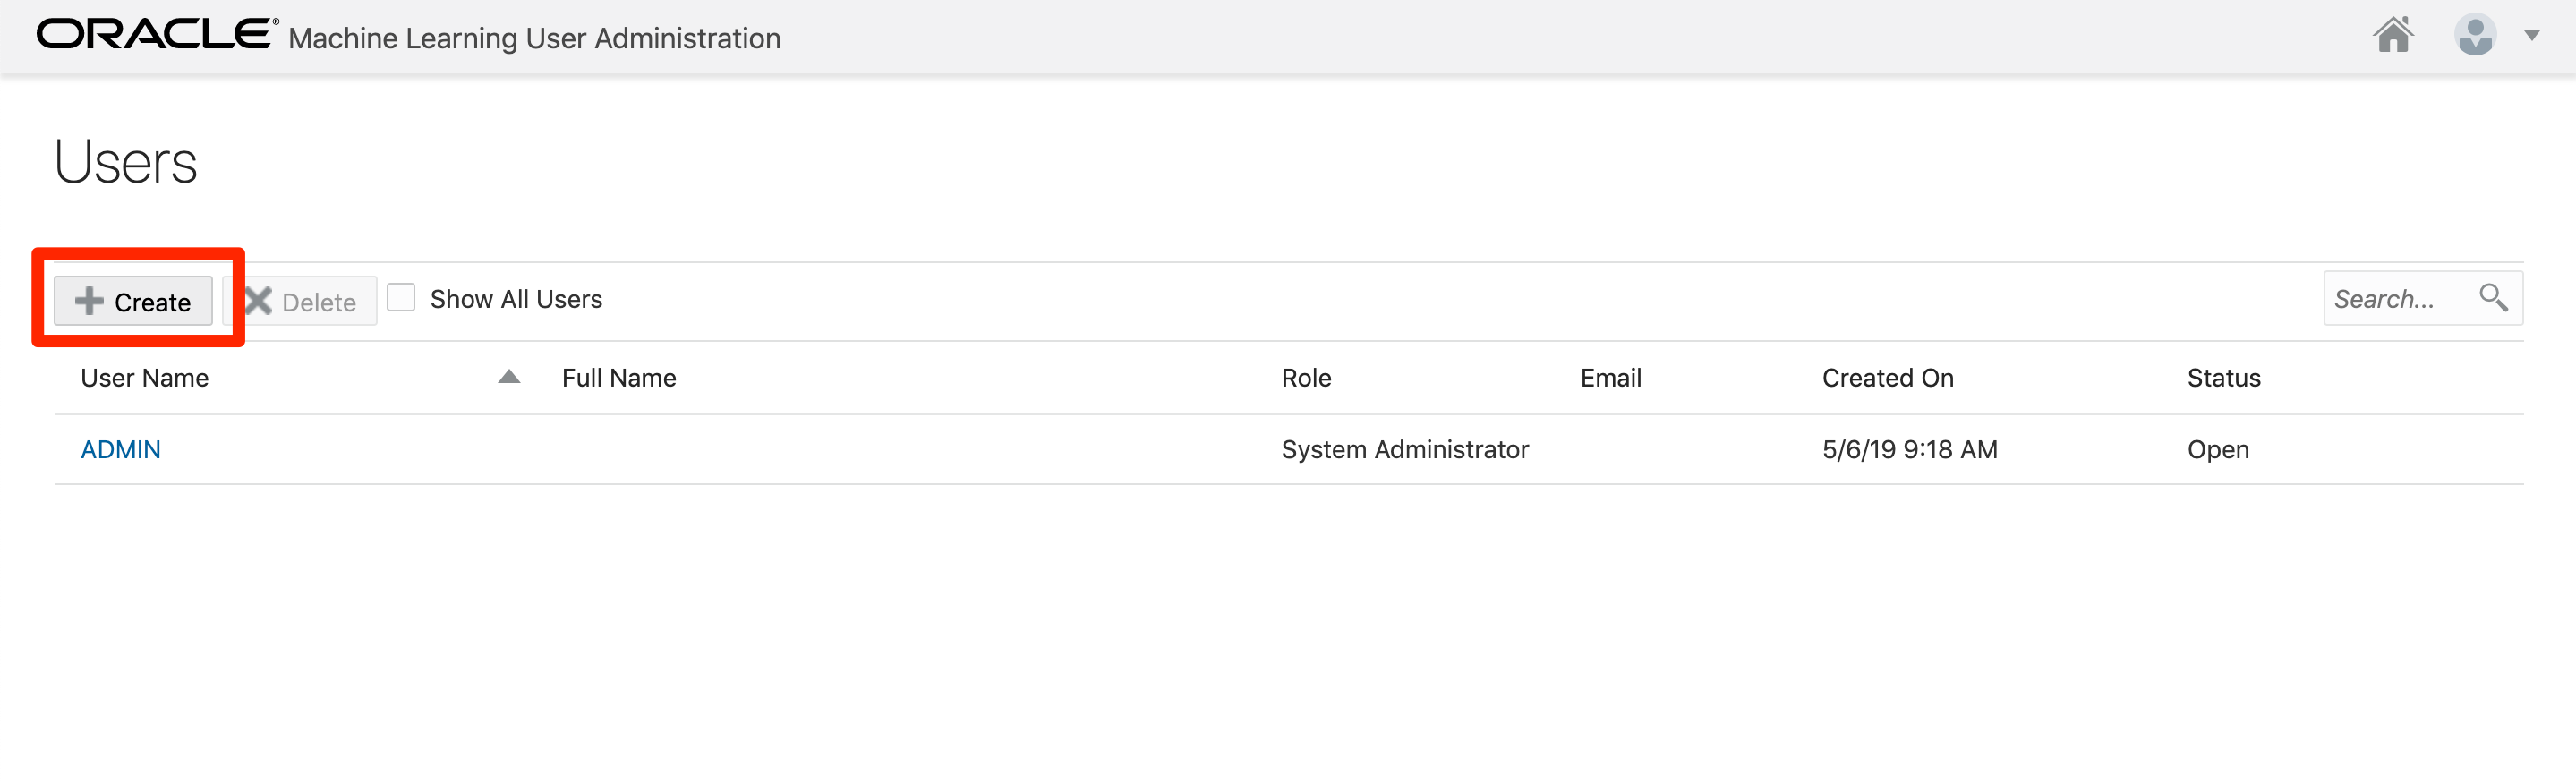 ORACLE® Machine Learning User Administration
Users
Create Delete Show All Users Search...
User Name Full Name Role Email Created On Status
ADMIN System Administrator 5/6/19 9:18 AM Open